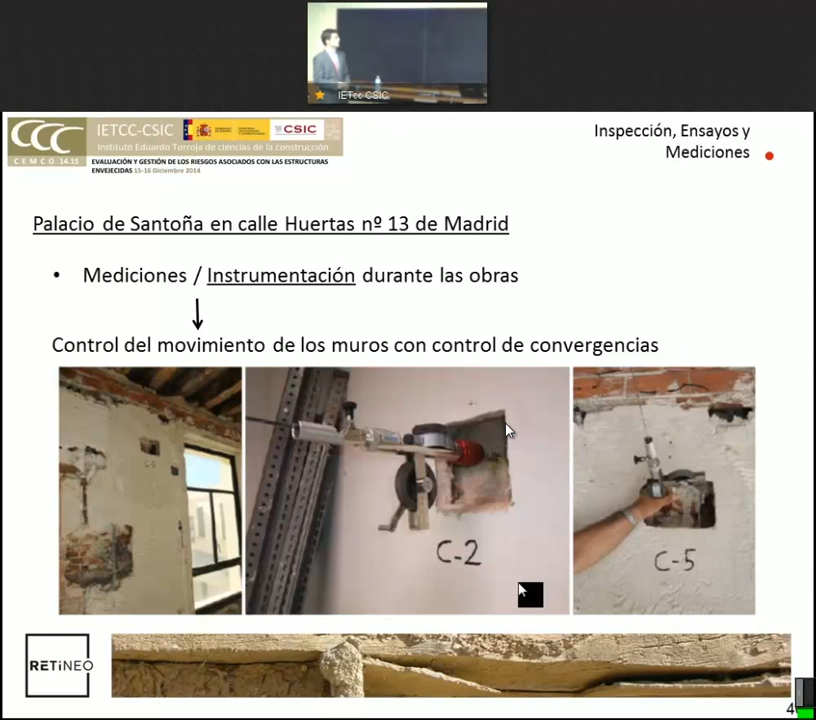 IETcc CSIC
CCC
CEMCO 14.15
IETCC-CSIC
CSIC
Instituto Eduardo Torroja de ciencias de la construcción
EVALUACIÓN Y GESTIÓN DE LOS RIESGOS ASOCIADOS CON LAS ESTRUCTURAS
ENVEJECIDAS 15-16 Diciembre 2014
Inspección, Ensayos y
Mediciones
Palacio de Santoña en calle Huertas nº 13 de Madrid
• Mediciones / Instrumentación durante las obras
Control del movimiento de los muros con control de convergencias
C-2
C-5
RETINEO
4